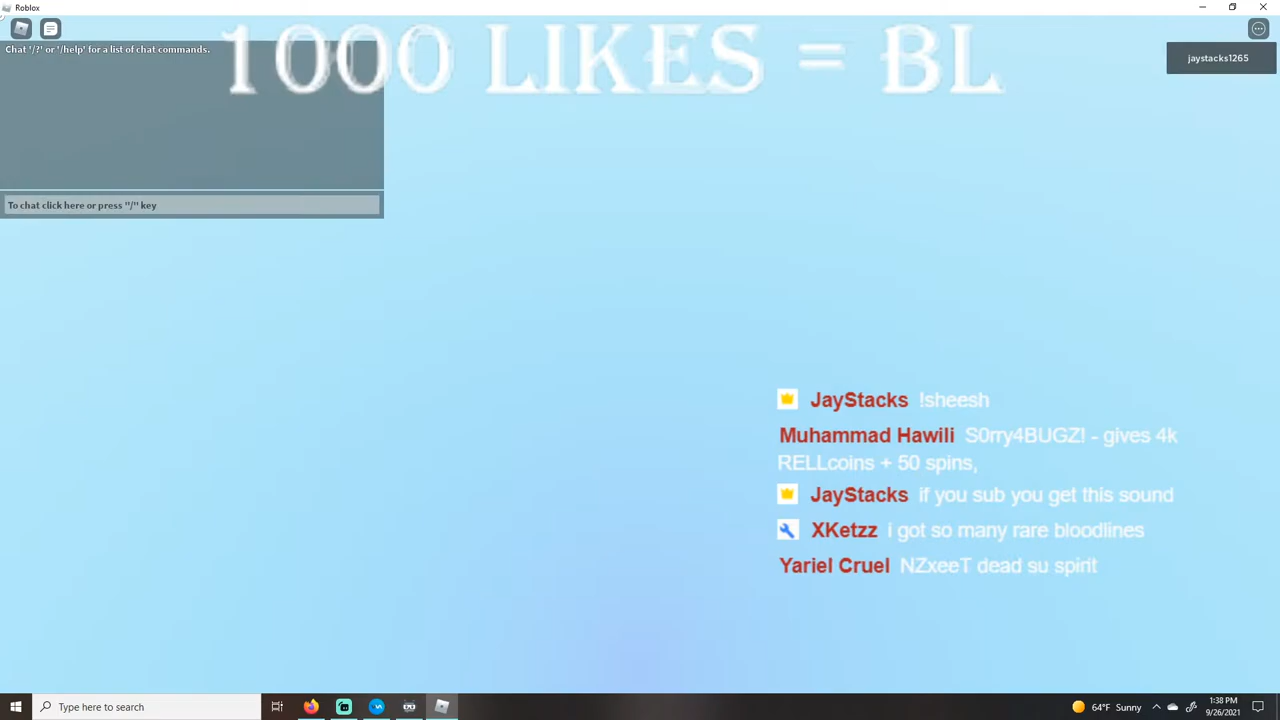 Roblox
1000 LIKES = BL
Chat '/?' or '/help' for a list of chat commands.
jaystacks1265
To chat click here or press "/" key
JayStacks !sheesh
Muhammad Hawili S0rry4BUGZ! - gives 4k
RELLcoins + 50 spins,
JayStacks if you sub you get this sound
XKetzz i got so many rare bloodlines
Yariel Cruel NZxeeT dead su spirit
Type here to search
64°F Sunny
1:38 PM
9/26/2021